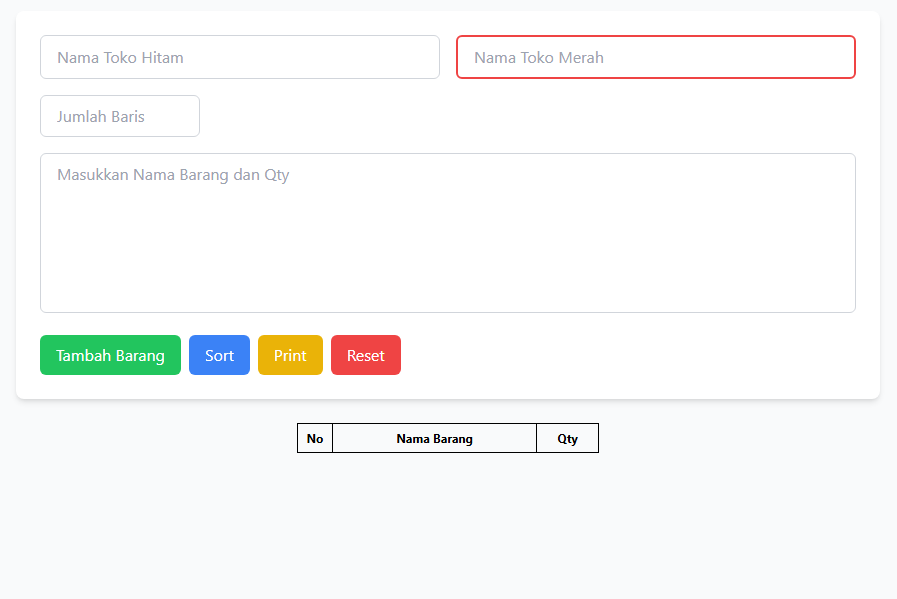 Nama Toko Hitam Nama Toko Merah
Jumlah Baris
Masukkan Nama Barang dan Qty
Tambah Barang Sort Print Reset
No Nama Barang Qty